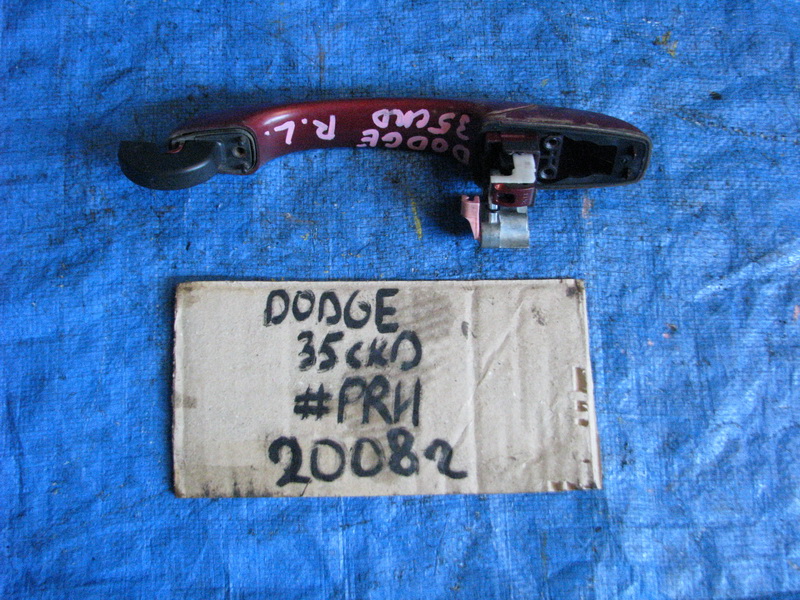 DODGE
35CKD
R.L.
DODGE
35CKD
#PRH
20082